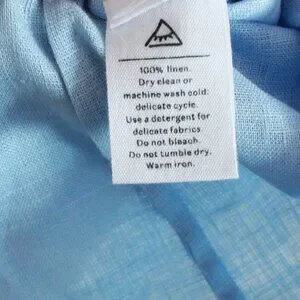 100% linen.
Dry clean or
machine wash cold:
delicate cycle.
Use a detergent for
delicate fabrics.
Do not bleach.
Do not tumble dry.
Warm iron.